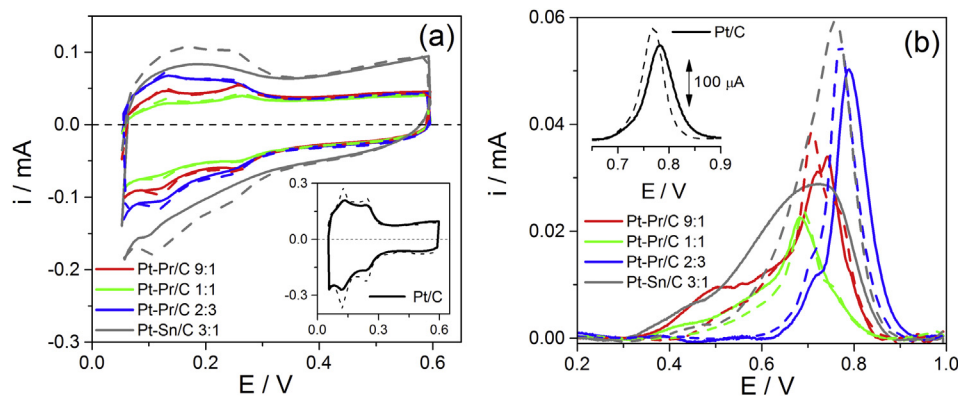 (a)
i / mA
0.1
0.0
-0.1
-0.2
-0.3
0.0
0.2
0.4
0.6
E / V
Pt-Pr/C 9:1
Pt-Pr/C 1:1
Pt-Pr/C 2:3
Pt-Sn/C 3:1
0.3
0.0
-0.3
0.0
0.3
0.6
Pt/C
(b)
i / mA
0.06
0.04
0.02
0.00
0.2
0.4
0.6
0.8
1.0
E / V
Pt/C
100 µA
0.7
0.8
0.9
E / V
Pt-Pr/C 9:1
Pt-Pr/C 1:1
Pt-Pr/C 2:3
Pt-Sn/C 3:1